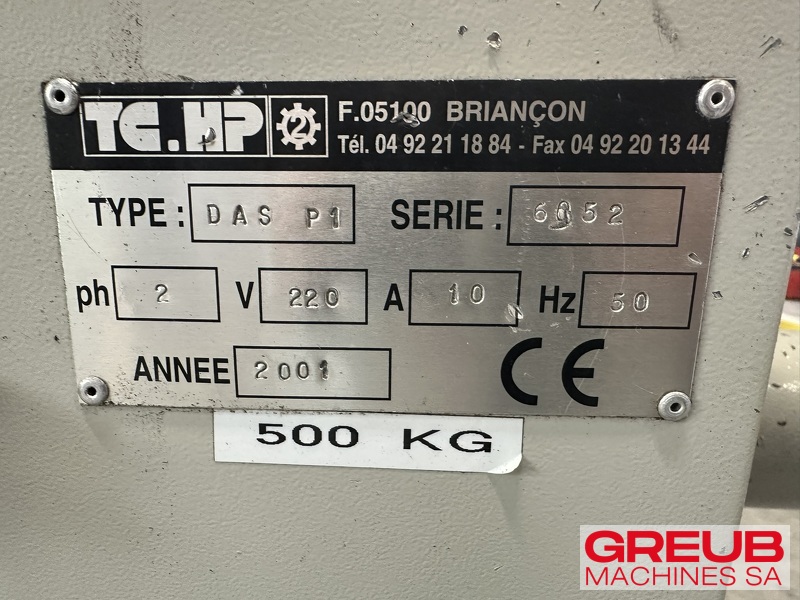 TC.HP 2 F.05100 BRIANÇON
Tél. 04 92 21 18 84 - Fax 04 92 20 13 44
TYPE : DAS P1 SERIE :
ph 2 V 220 A 10 Hz 50
ANNEE 2001 CE
500 KG
GREUB
MACHINES SA